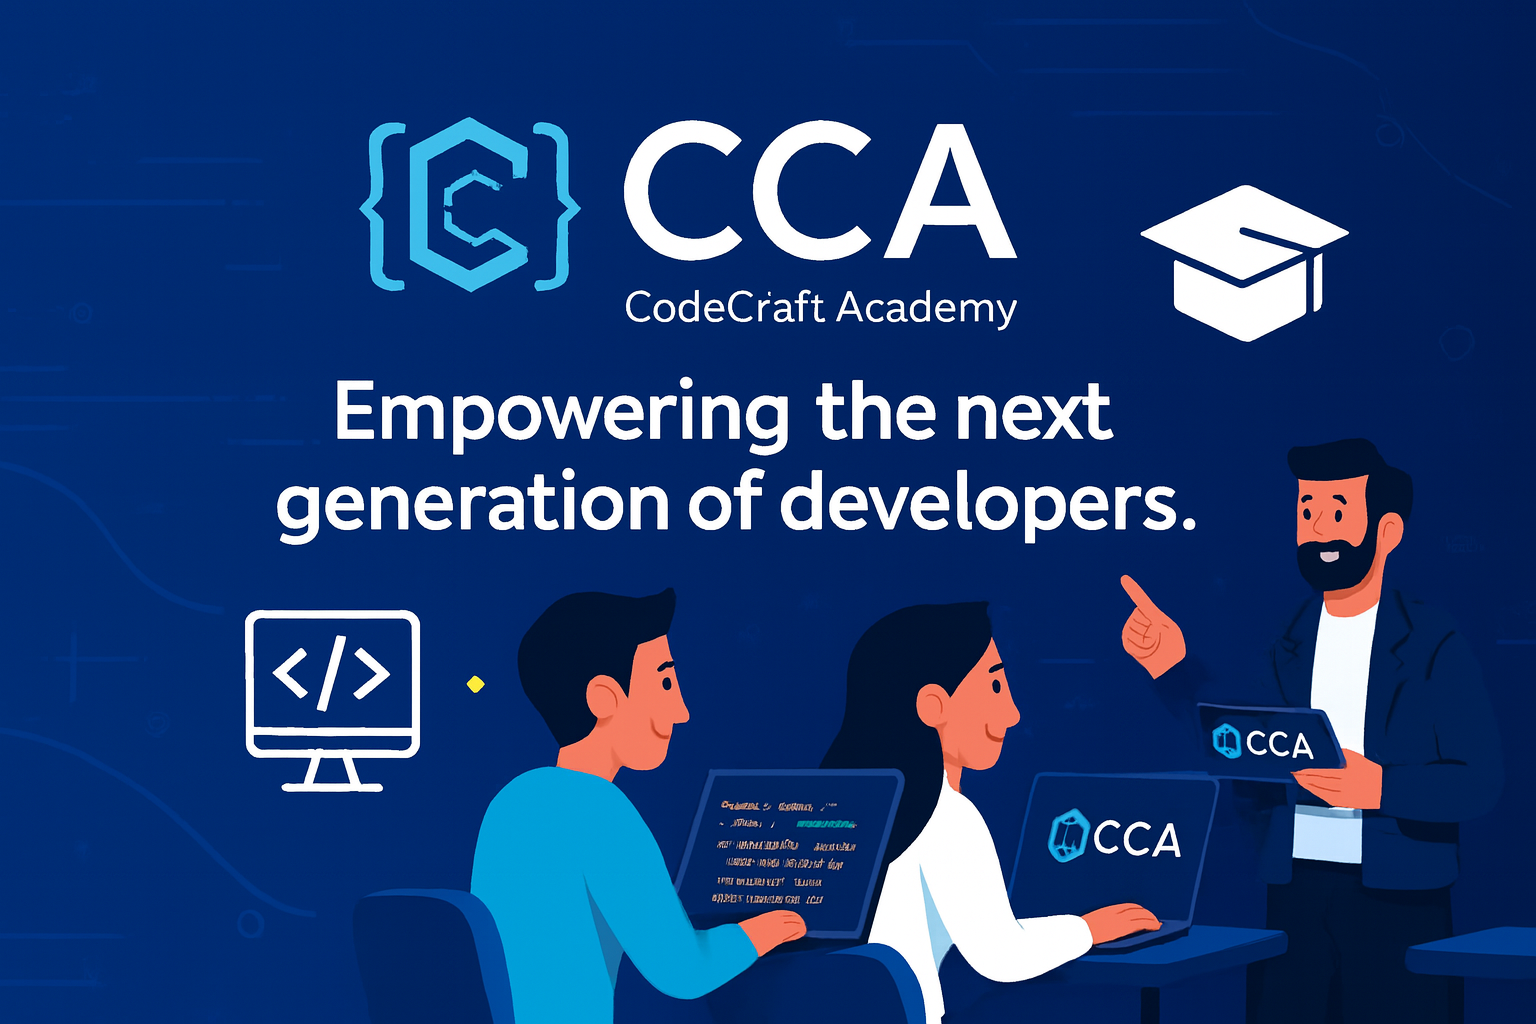 CCA
CodeCraft Academy
Empowering the next
generation of developers.
</>
CCA
CCA